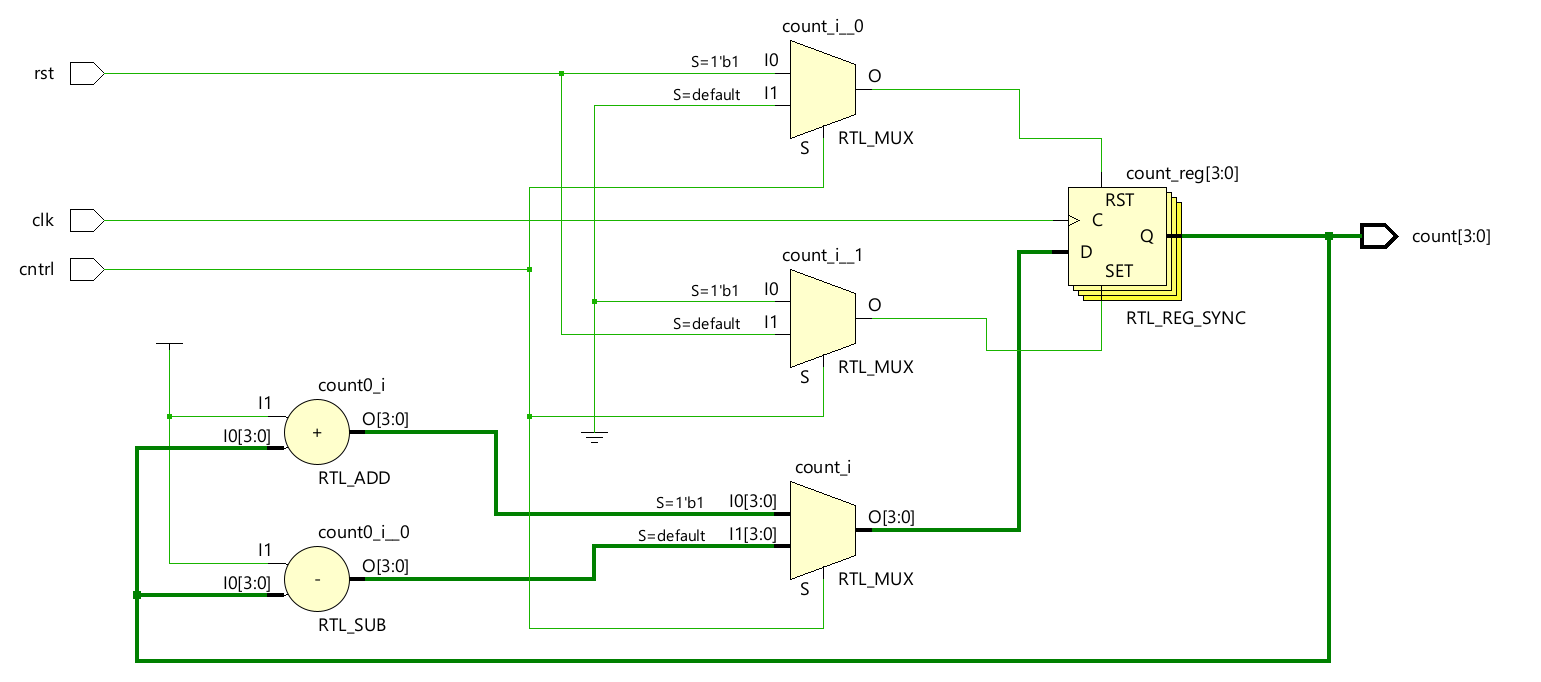 count_i__0
rst
S=1'b1
I0
S=default
I1
O
S
RTL_MUX
count_reg[3:0]
RST
clk
C
Q
count[3:0]
D
cntrl
SET
count_i__1
S=1'b1
I0
S=default
I1
O
RTL_REG_SYNC
S
RTL_MUX
count0_i
I1
O[3:0]
I0[3:0]
+
RTL_ADD
count_i
S=1'b1
I0[3:0]
S=default
I1[3:0]
O[3:0]
S
RTL_MUX
count0_i__0
I1
O[3:0]
I0[3:0]
-
RTL_SUB